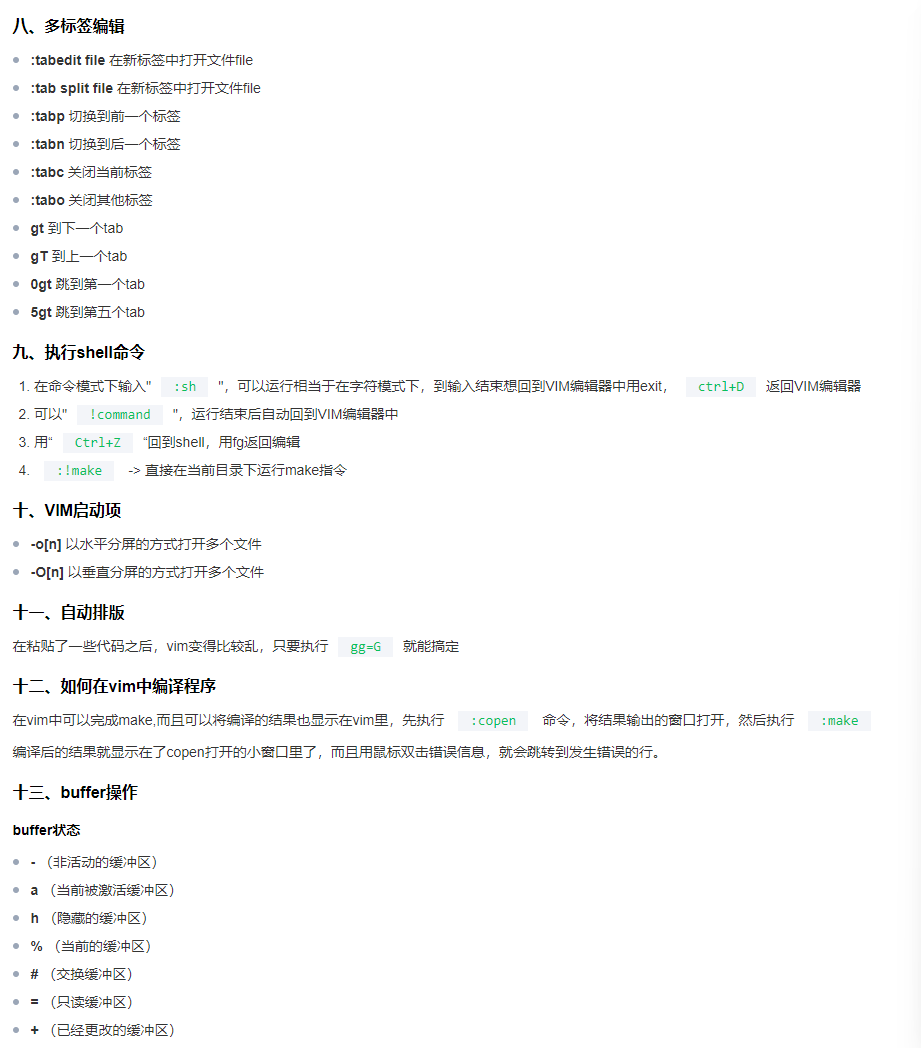 八、多标签编辑
:tabedit file 在新标签中打开文件file
:tab split file 在新标签中打开文件file
:tabp 切换到前一个标签
:tabn 切换到后一个标签
:tabc 关闭当前标签
:tabo 关闭其他标签
gt 到下一个tab
gT 到上一个tab
0gt 跳到第一个tab
5gt 跳到第五个tab
九、执行shell命令
1. 在命令模式下输入" :sh "，可以运行相当于在字符模式下，到输入结束想回到VIM编辑器中用exit， ctrl+D 返回VIM编辑器
2. 可以" !command "，运行结束后自动回到VIM编辑器中
3. 用“ Ctrl+Z “回到shell，用fg返回编辑
4. :!make -> 直接在当前目录下运行make指令
十、VIM启动项
-o[n] 以水平分屏的方式打开多个文件
-O[n] 以垂直分屏的方式打开多个文件
十一、自动排版
在粘贴了一些代码之后，vim变得比较乱，只要执行 gg=G 就能搞定
十二、如何在vim中编译程序
在vim中可以完成make,而且可以将编译的结果也显示在vim里，先执行 :copen 命令，将结果输出的窗口打开，然后执行 :make
编译后的结果就显示在了copen打开的小窗口里了，而且用鼠标双击错误信息，就会跳转到发生错误的行。
十三、buffer操作
buffer状态
- （非活动的缓冲区）
a （当前被激活缓冲区）
h （隐藏的缓冲区）
% （当前的缓冲区）
# （交换缓冲区）
= （只读缓冲区）
+ （已经更改的缓冲区）